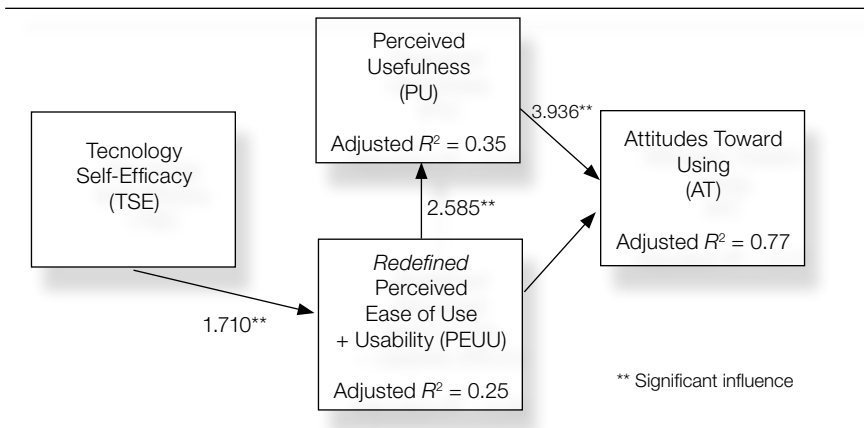 Perceived
Usefulness
(PU)
Adjusted R² = 0.35
3.936**
Tecnology
Self-Efficacy
(TSE)
Attitudes Toward
Using
(AT)
Adjusted R² = 0.77
2.585**
1.710**
Redefined
Perceived
Ease of Use
+ Usability (PEUU)
Adjusted R² = 0.25
** Significant influence